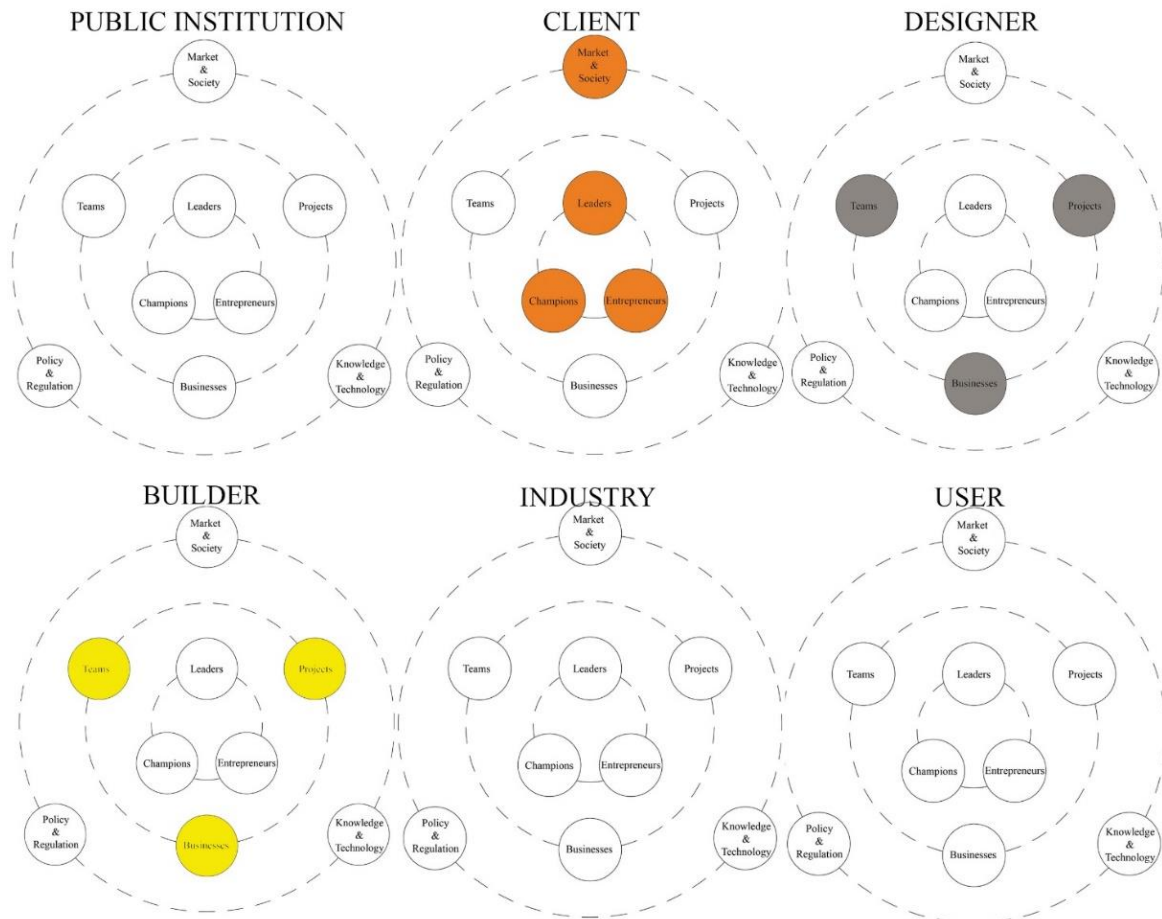 PUBLIC INSTITUTION
Market
&
Society
Teams
Leaders
Projects
Champions
Entrepreneurs
Policy
&
Regulation
Businesses
Knowledge
&
Technology
CLIENT
Market
&
Society
Teams
Leaders
Projects
Champions
Entrepreneurs
Policy
&
Regulation
Businesses
Knowledge
&
Technology
DESIGNER
Market
&
Society
Teams
Leaders
Projects
Champions
Entrepreneurs
Policy
&
Regulation
Businesses
Knowledge
&
Technology
BUILDER
Market
&
Society
Teams
Leaders
Projects
Champions
Entrepreneurs
Policy
&
Regulation
Businesses
Knowledge
&
Technology
INDUSTRY
Market
&
Society
Teams
Leaders
Projects
Champions
Entrepreneurs
Policy
&
Regulation
Businesses
Knowledge
&
Technology
USER
Market
&
Society
Teams
Leaders
Projects
Champions
Entrepreneurs
Policy
&
Regulation
Businesses
Knowledge
&
Technology